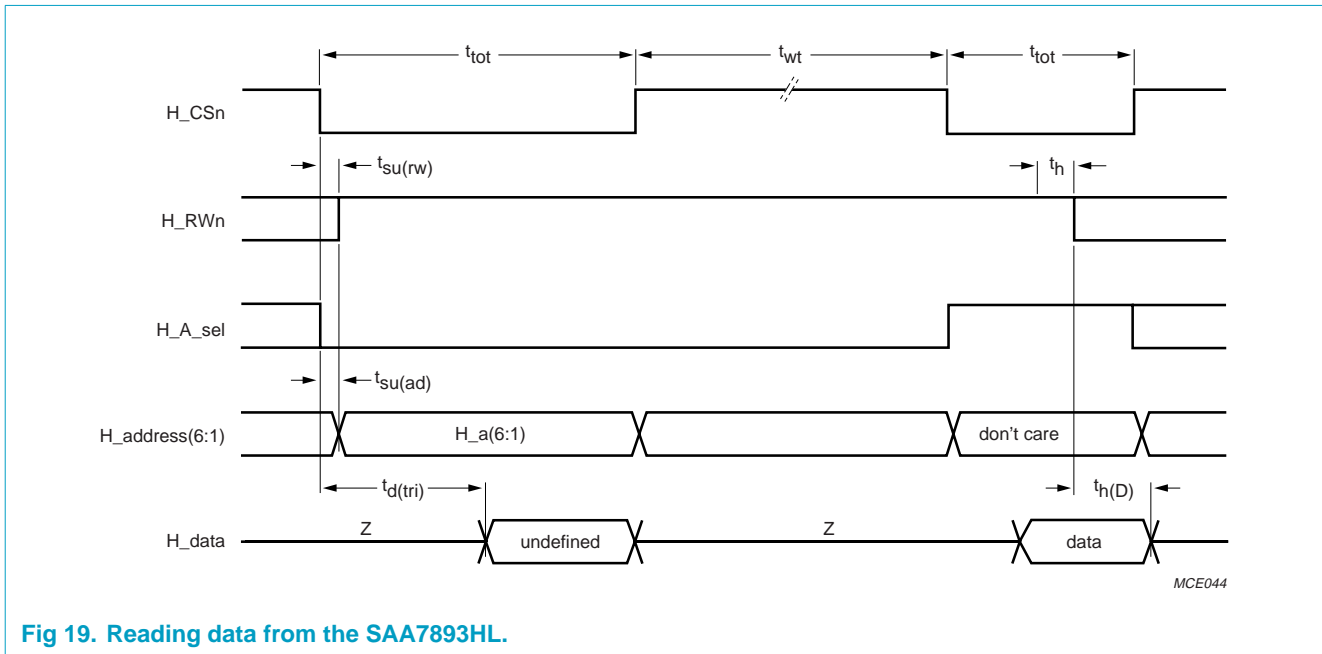 t_tot t_wt t_tot
H_CSn
t_su(rw) t_h
H_RWn
H_A_sel
t_su(ad)
H_address(6:1) H_a(6:1) don't care
t_d(tri) t_h(D)
H_data Z undefined Z data
MCE044
Fig 19. Reading data from the SAA7893HL.